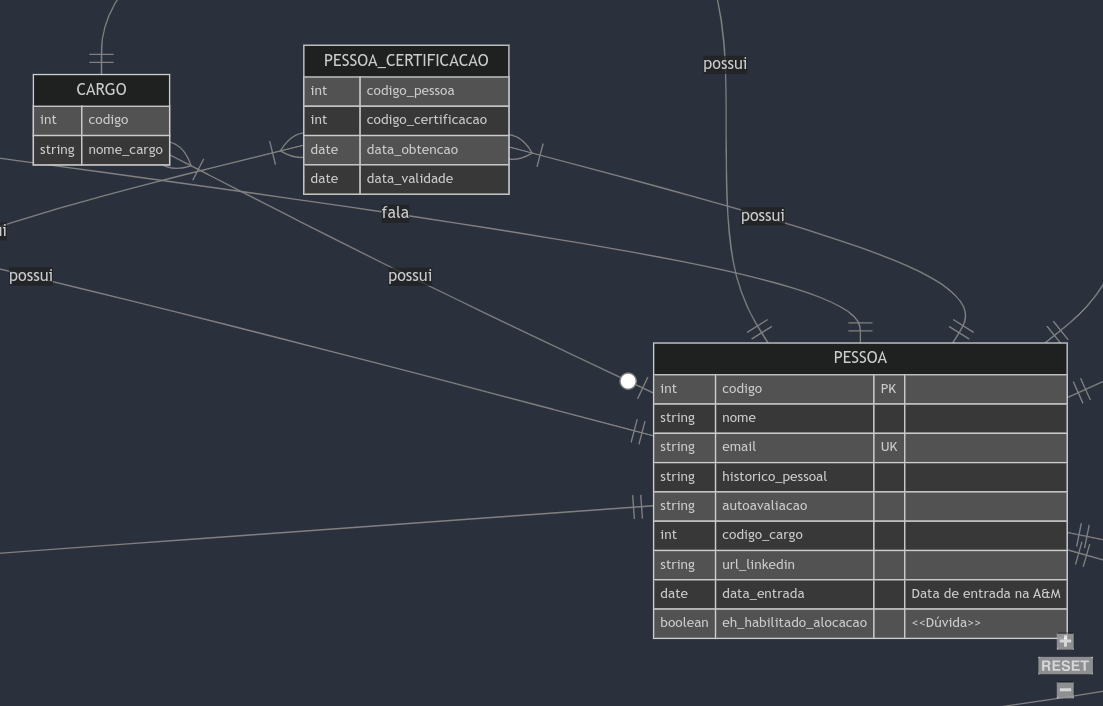 possui
PESSOA_CERTIFICACAO
int codigo_pessoa
int codigo_certificacao
date data_obtencao
date data_validade
CARGO
int codigo
string nome_cargo
fala
possui
ui
possui
possui
PESSOA
int codigo PK
string nome
string email UK
string historico_pessoal
string autoavaliacao
int codigo_cargo
string url_linkedin
date data_entrada Data de entrada na A&M
boolean eh_habilitado_alocacao <<Dúvida>>
+
RESET
−